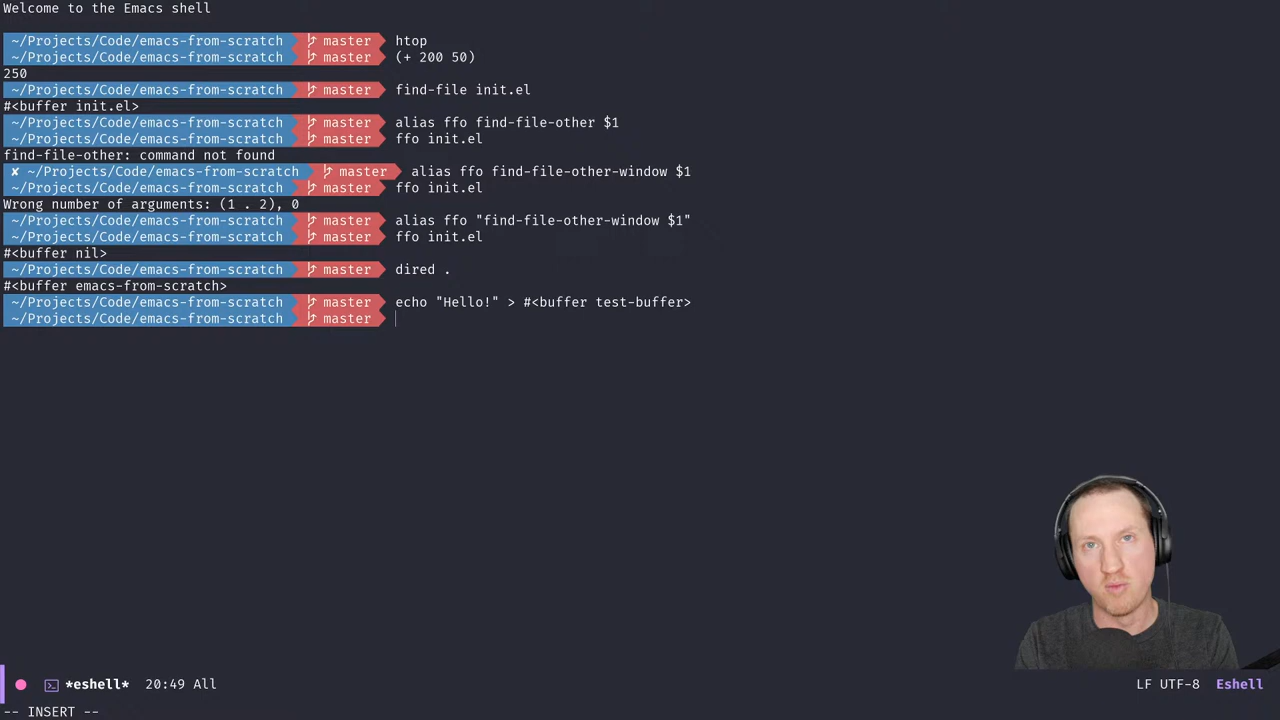 Welcome to the Emacs shell
~/Projects/Code/emacs-from-scratch master htop
~/Projects/Code/emacs-from-scratch master (+ 200 50)
250
~/Projects/Code/emacs-from-scratch master find-file init.el
#<buffer init.el>
~/Projects/Code/emacs-from-scratch master alias ffo find-file-other $1
~/Projects/Code/emacs-from-scratch master ffo init.el
find-file-other: command not found
✘ ~/Projects/Code/emacs-from-scratch master alias ffo find-file-other-window $1
~/Projects/Code/emacs-from-scratch master ffo init.el
Wrong number of arguments: (1 . 2), 0
~/Projects/Code/emacs-from-scratch master alias ffo "find-file-other-window $1"
~/Projects/Code/emacs-from-scratch master ffo init.el
#<buffer nil>
~/Projects/Code/emacs-from-scratch master dired .
#<buffer emacs-from-scratch>
~/Projects/Code/emacs-from-scratch master echo "Hello!" > #<buffer test-buffer>
~/Projects/Code/emacs-from-scratch master
*eshell* 20:49 All LF UTF-8 Eshell
-- INSERT --